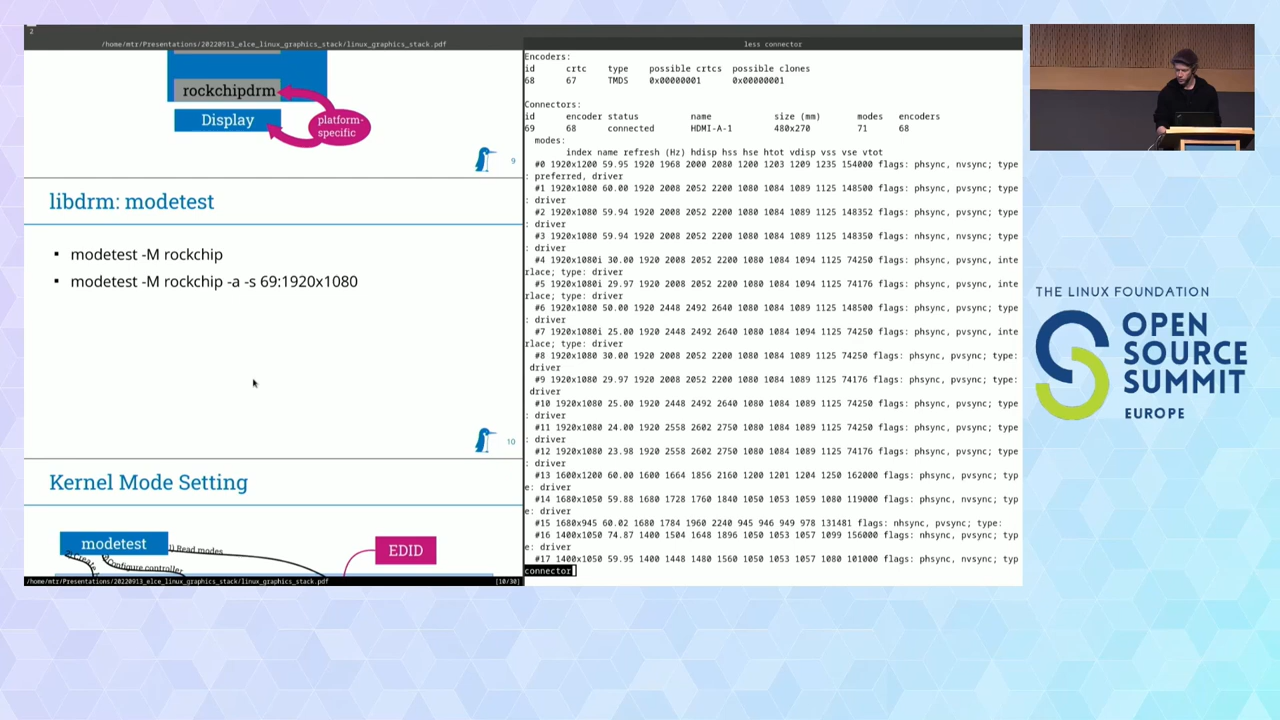 2
/home/mtr/Presentations/20220913_elce_linux_graphics_stack/linux_graphics_stack.pdf
rockchipdrm
Display
platform-
specific
9
libdrm: modetest
▪ modetest -M rockchip
▪ modetest -M rockchip -a -s 69:1920x1080
10
Kernel Mode Setting
modetest
1) Read modes
Configure controller
EDID
/home/mtr/Presentations/20220913_elce_linux_graphics_stack/linux_graphics_stack.pdf [10/30]
less connector
Encoders:
id crtc type possible crtcs possible clones
68 67 TMDS 0x00000001 0x00000001
Connectors:
id encoder status name size (mm) modes encoders
69 68 connected HDMI-A-1 480x270 71 68
modes:
index name refresh (Hz) hdisp hss hse htot vdisp vss vse vtot
#0 1920x1200 59.95 1920 1968 2000 2080 1200 1203 1209 1235 154000 flags: phsync, nvsync; type
: preferred, driver
#1 1920x1080 60.00 1920 2008 2052 2200 1080 1084 1089 1125 148500 flags: phsync, pvsync; type
: driver
#2 1920x1080 59.94 1920 2008 2052 2200 1080 1084 1089 1125 148352 flags: phsync, pvsync; type
: driver
#3 1920x1080 59.94 1920 2008 2052 2200 1080 1084 1089 1125 148350 flags: nhsync, pvsync; type
: driver
#4 1920x1080i 30.00 1920 2008 2052 2200 1080 1084 1094 1125 74250 flags: phsync, pvsync, inte
rlace; type: driver
#5 1920x1080i 29.97 1920 2008 2052 2200 1080 1084 1094 1125 74176 flags: phsync, pvsync, inte
rlace; type: driver
#6 1920x1080 50.00 1920 2448 2492 2640 1080 1084 1089 1125 148500 flags: phsync, pvsync; type
: driver
#7 1920x1080i 25.00 1920 2448 2492 2640 1080 1084 1094 1125 74250 flags: phsync, pvsync, inte
rlace; type: driver
#8 1920x1080 30.00 1920 2008 2052 2200 1080 1084 1089 1125 74250 flags: phsync, pvsync; type:
driver
#9 1920x1080 29.97 1920 2008 2052 2200 1080 1084 1089 1125 74176 flags: phsync, pvsync; type:
driver
#10 1920x1080 25.00 1920 2448 2492 2640 1080 1084 1089 1125 74250 flags: phsync, pvsync; type
: driver
#11 1920x1080 24.00 1920 2558 2602 2750 1080 1084 1089 1125 74250 flags: phsync, pvsync; type
: driver
#12 1920x1080 23.98 1920 2558 2602 2750 1080 1084 1089 1125 74176 flags: phsync, pvsync; type
: driver
#13 1600x1200 60.00 1600 1664 1856 2160 1200 1201 1204 1250 162000 flags: phsync, pvsync; typ
e: driver
#14 1680x1050 59.88 1680 1728 1760 1840 1050 1053 1059 1080 119000 flags: phsync, nvsync; typ
e: driver
#15 1680x945 60.02 1680 1784 1960 2240 945 946 949 978 131481 flags: nhsync, pvsync; type:
#16 1400x1050 74.87 1400 1504 1648 1896 1050 1053 1057 1099 156000 flags: nhsync, pvsync; typ
e: driver
#17 1400x1050 59.95 1400 1448 1480 1560 1050 1053 1057 1080 101000 flags: phsync, nvsync; typ
connector
THE LINUX FOUNDATION
OPEN
SOURCE
SUMMIT
EUROPE